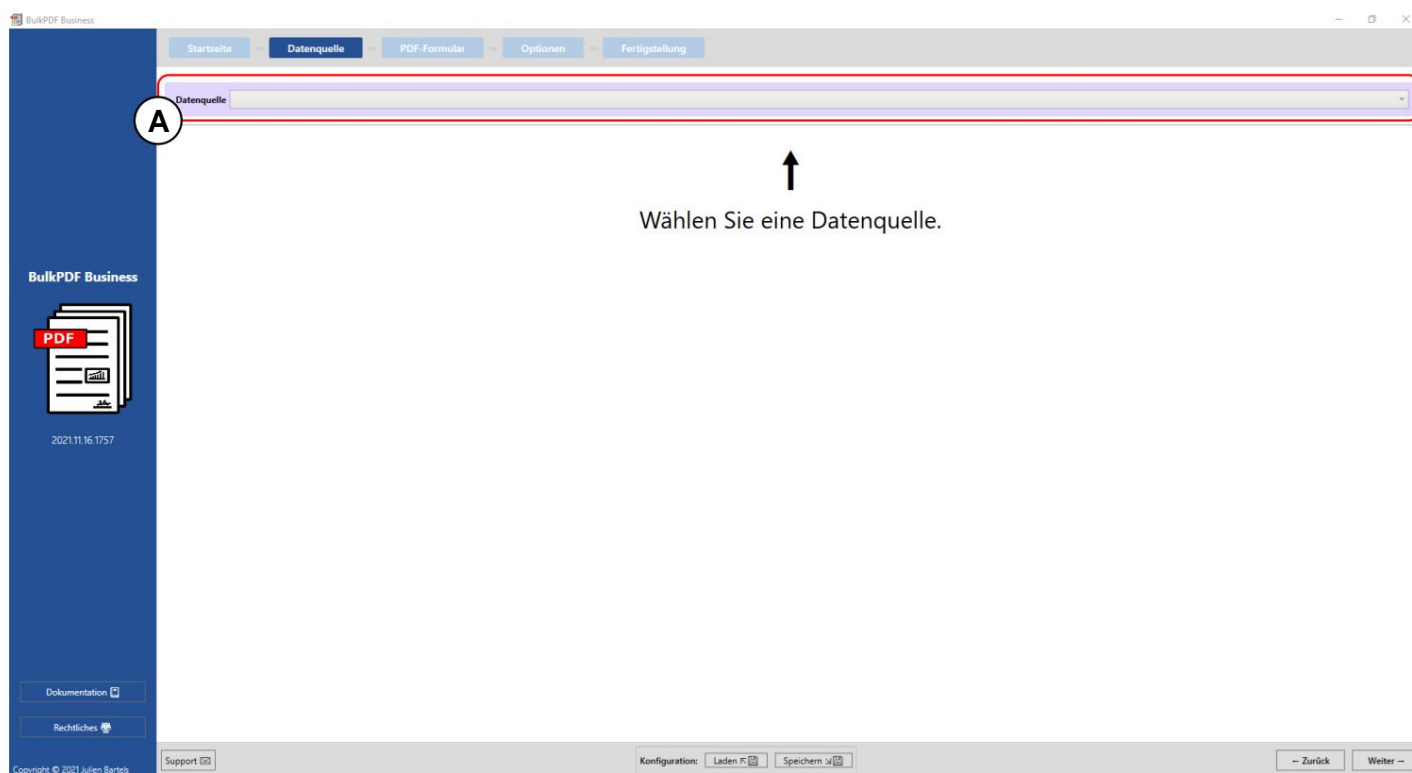 BulkPDF Business
Startseite Datenquelle PDF-Formular Optionen Fertigstellung
Datenquelle
A
Wählen Sie eine Datenquelle.
BulkPDF Business
PDF
2021.11.16.1757
Dokumentation
Rechtliches
Support Konfiguration: Laden Speichern Zurück Weiter
Copyright © 2021 Julien Bartels